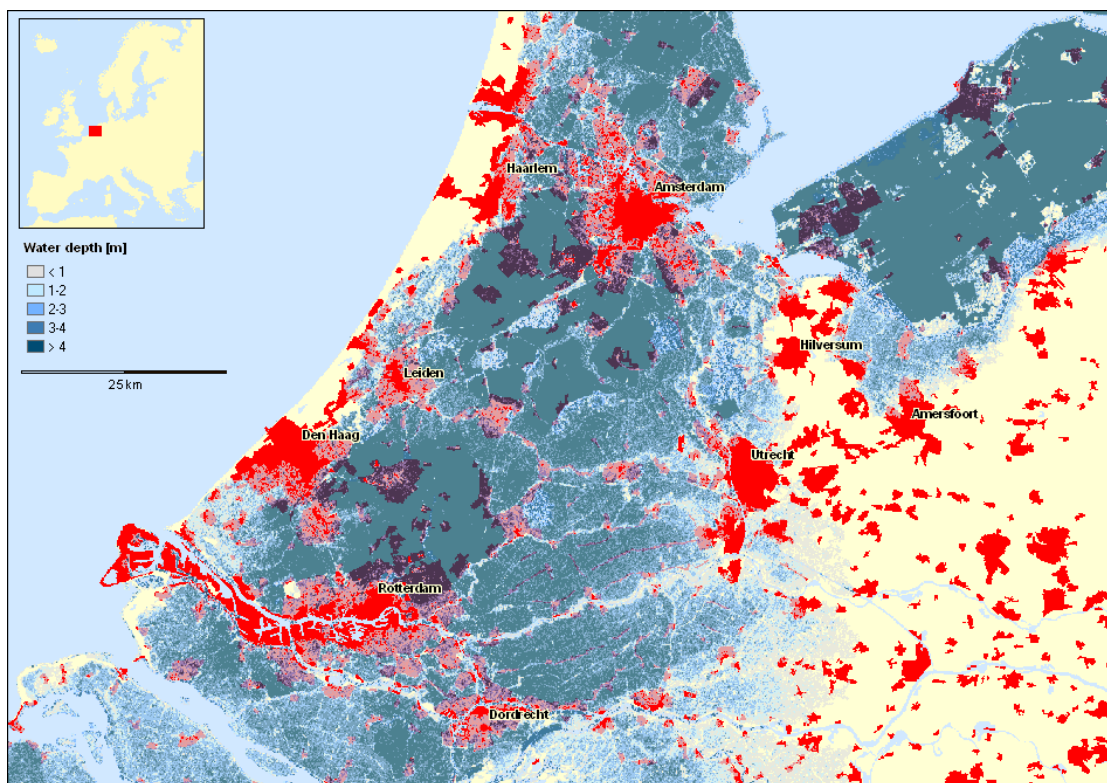 Water depth [m]
< 1
1-2
2-3
3-4
> 4
25km
Haarlem
Amsterdam
Hilversum
Leiden
Amersfoort
Den Haag
Utrecht
Rotterdam
Dordrecht